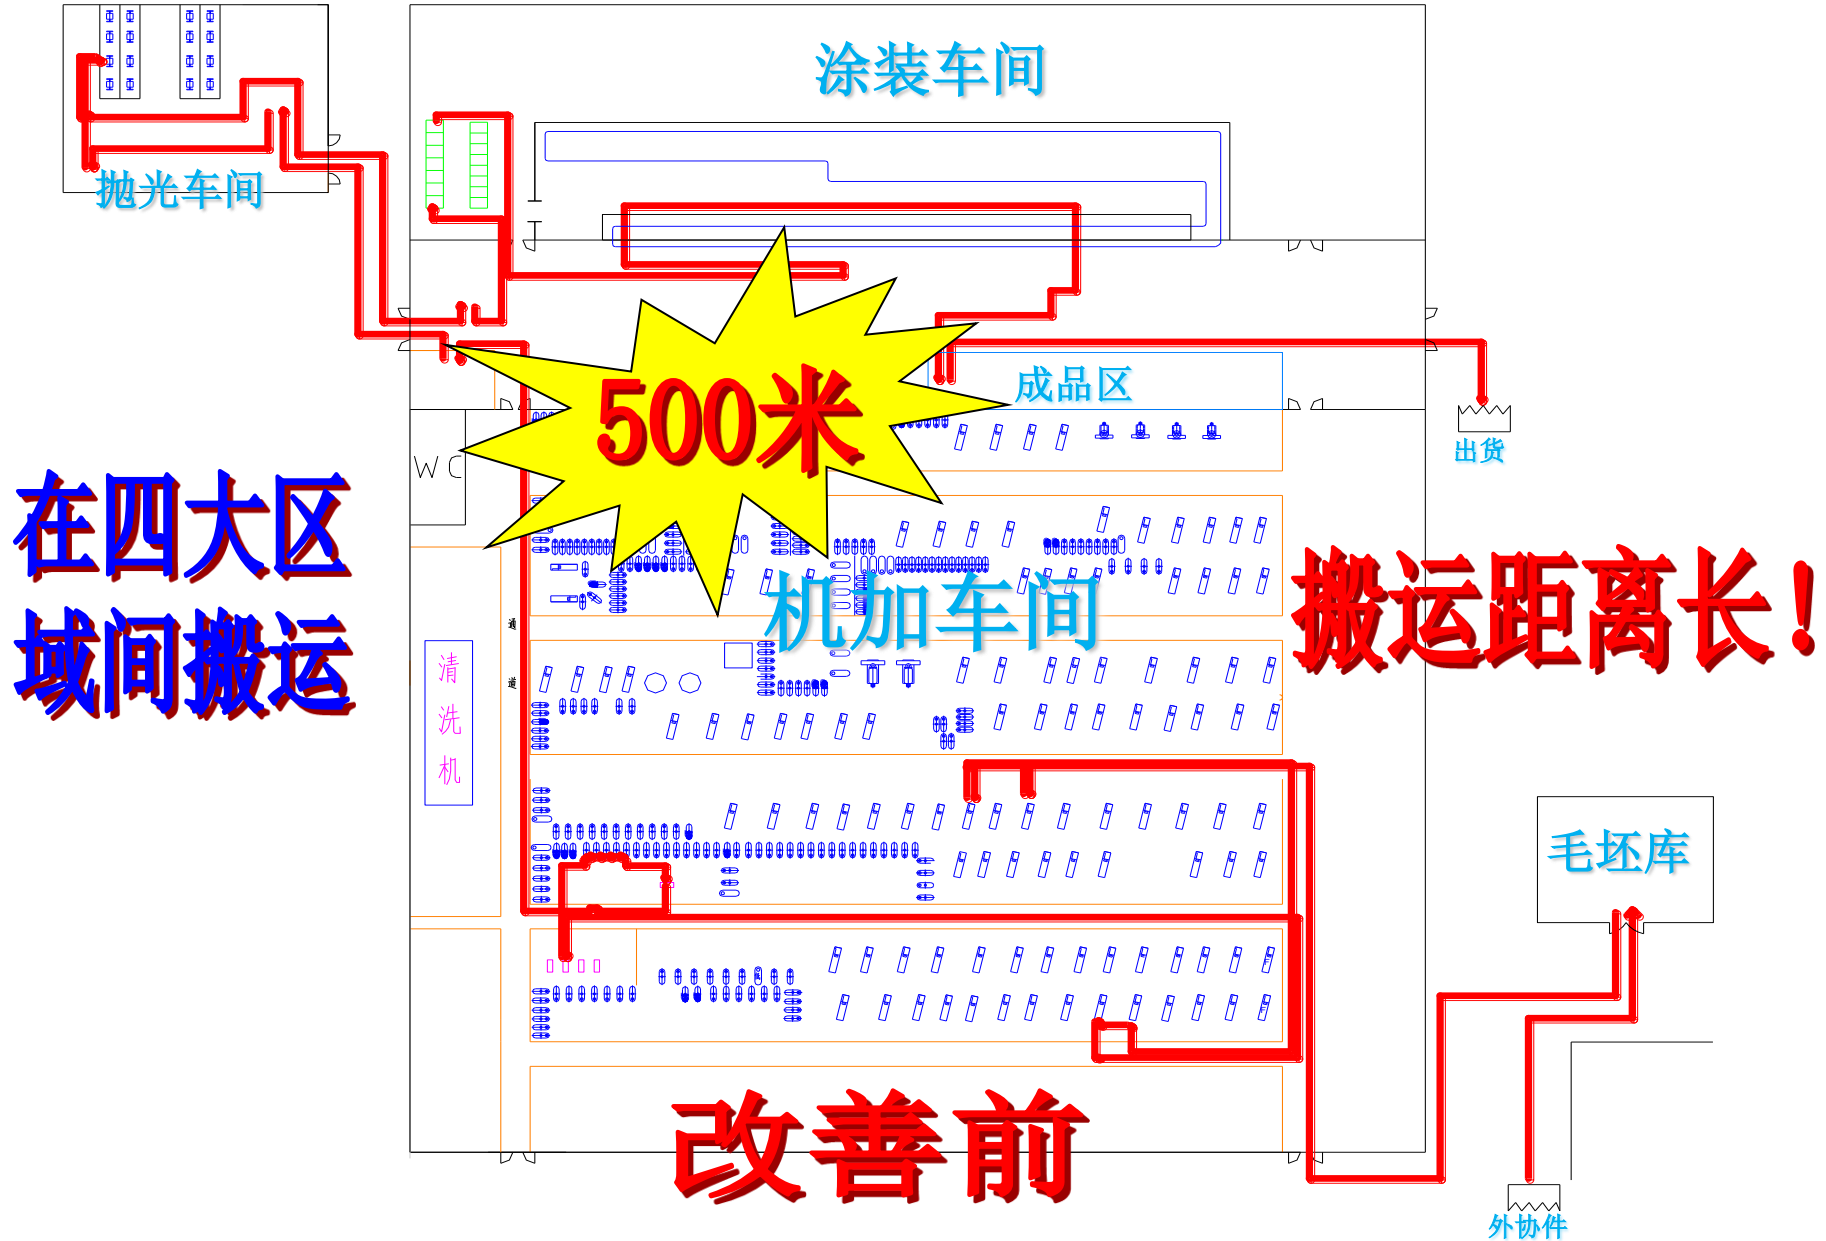 涂装车间
抛光车间
成品区
500米
出货
WC
在四大区
域间搬运
机加车间
搬运距离长！
通
道
清
洗
机
毛坯库
改善前
外协件